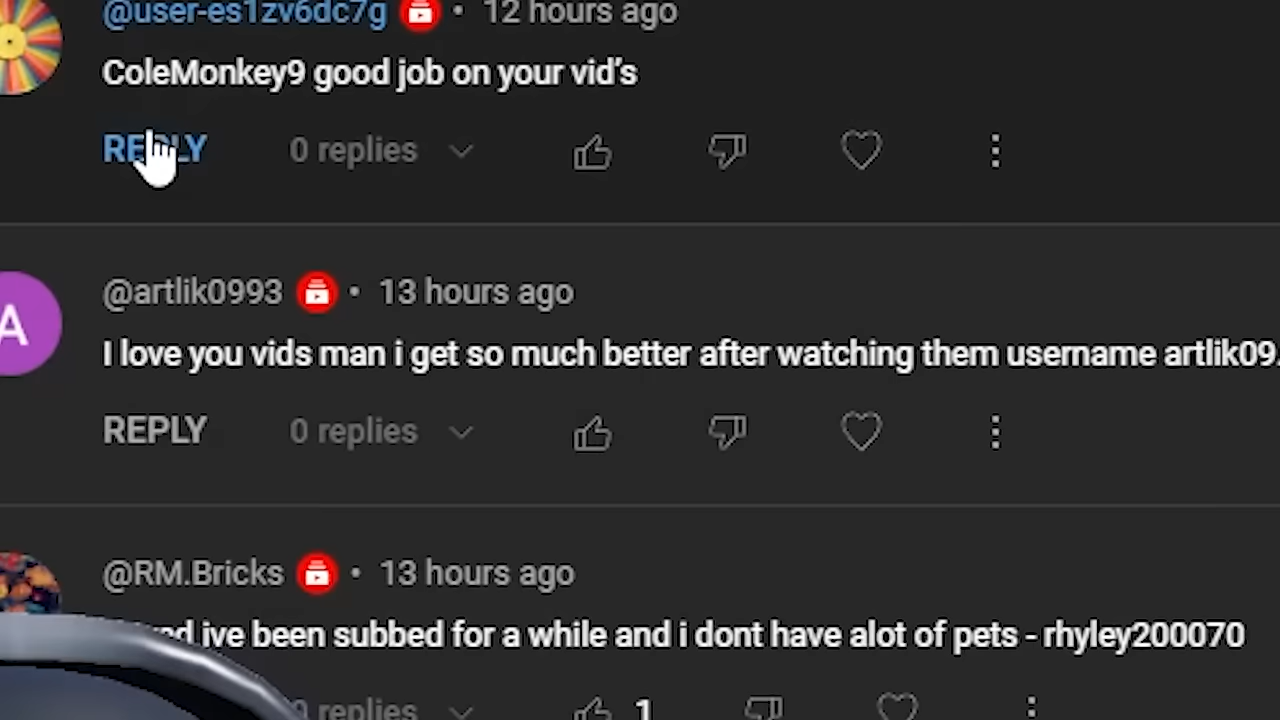 @user-es1zv6dc7g • 12 hours ago
ColeMonkey9 good job on your vid's
REPLY 0 replies
A
@artlik0993 • 13 hours ago
I love you vids man i get so much better after watching them username artlik09.
REPLY 0 replies
@RM.Bricks • 13 hours ago
ive been subbed for a while and i dont have alot of pets - rhyley200070
0 replies 1